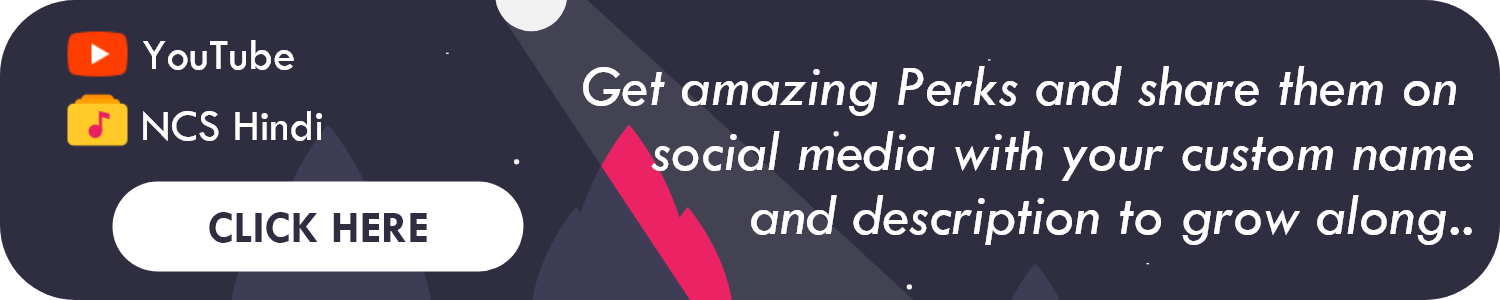 YouTube
NCS Hindi
CLICK HERE
Get amazing Perks and share them on
social media with your custom name
and description to grow along..